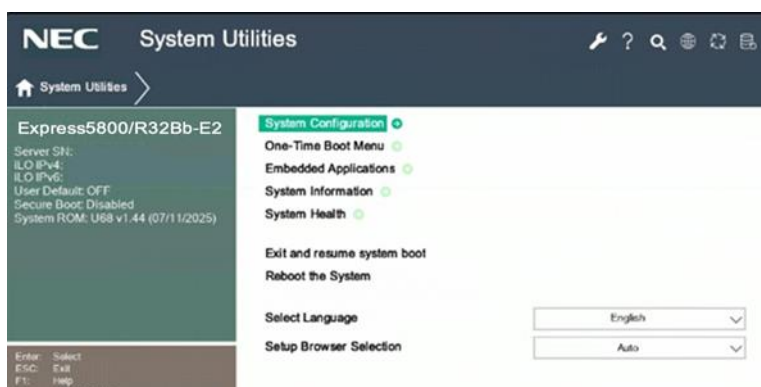 NEC System Utilities
System Utilities
Express5800/R32Bb-E2
Server SN:
iLO IPv4:
iLO IPv6:
User Default: OFF
Secure Boot: Disabled
System ROM: U68 v1.44 (07/11/2025)
System Configuration
One-Time Boot Menu
Embedded Applications
System Information
System Health
Exit and resume system boot
Reboot the System
Select Language English
Setup Browser Selection Auto
Enter: Select
ESC: Exit
F1: Help